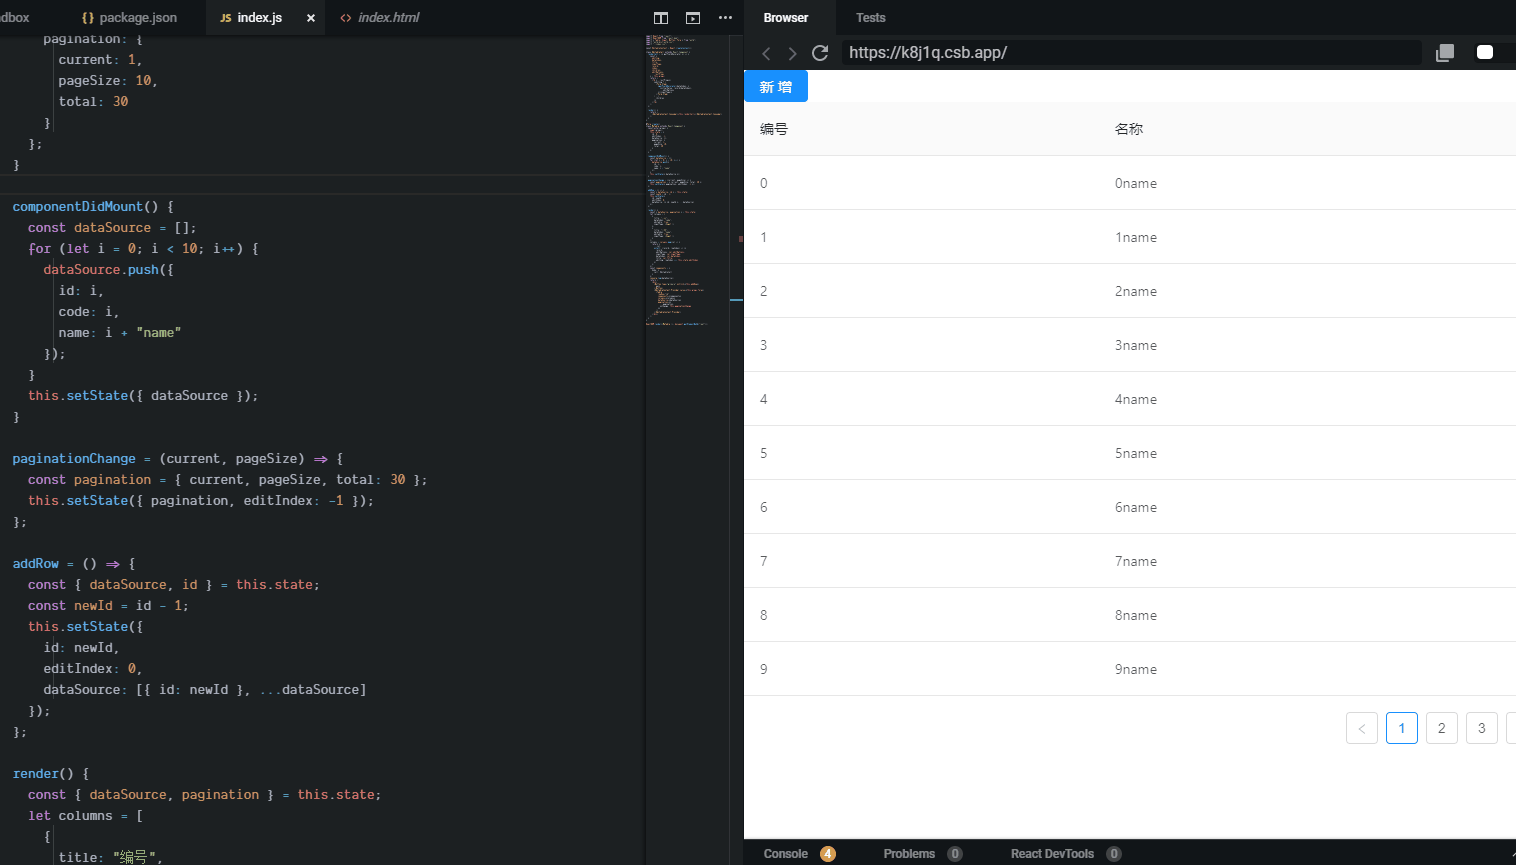 dbox
{} package.json
JS index.js ×
<> index.html
pagination: {
current: 1,
pageSize: 10,
total: 30
}
};
}
componentDidMount() {
const dataSource = [];
for (let i = 0; i < 10; i++) {
dataSource.push({
id: i,
code: i,
name: i + "name"
});
}
this.setState({ dataSource });
}
paginationChange = (current, pageSize) => {
const pagination = { current, pageSize, total: 30 };
this.setState({ pagination, editIndex: -1 });
};
addRow = () => {
const { dataSource, id } = this.state;
const newId = id - 1;
this.setState({
id: newId,
editIndex: 0,
dataSource: [{ id: newId }, ...dataSource]
});
};
render() {
const { dataSource, pagination } = this.state;
let columns = [
{
title: "编号",
Browser Tests
https://k8j1q.csb.app/
新 增
编号 名称
0 0name
1 1name
2 2name
3 3name
4 4name
5 5name
6 6name
7 7name
8 8name
9 9name
< 1 2 3
Console 4 Problems 0 React DevTools 0